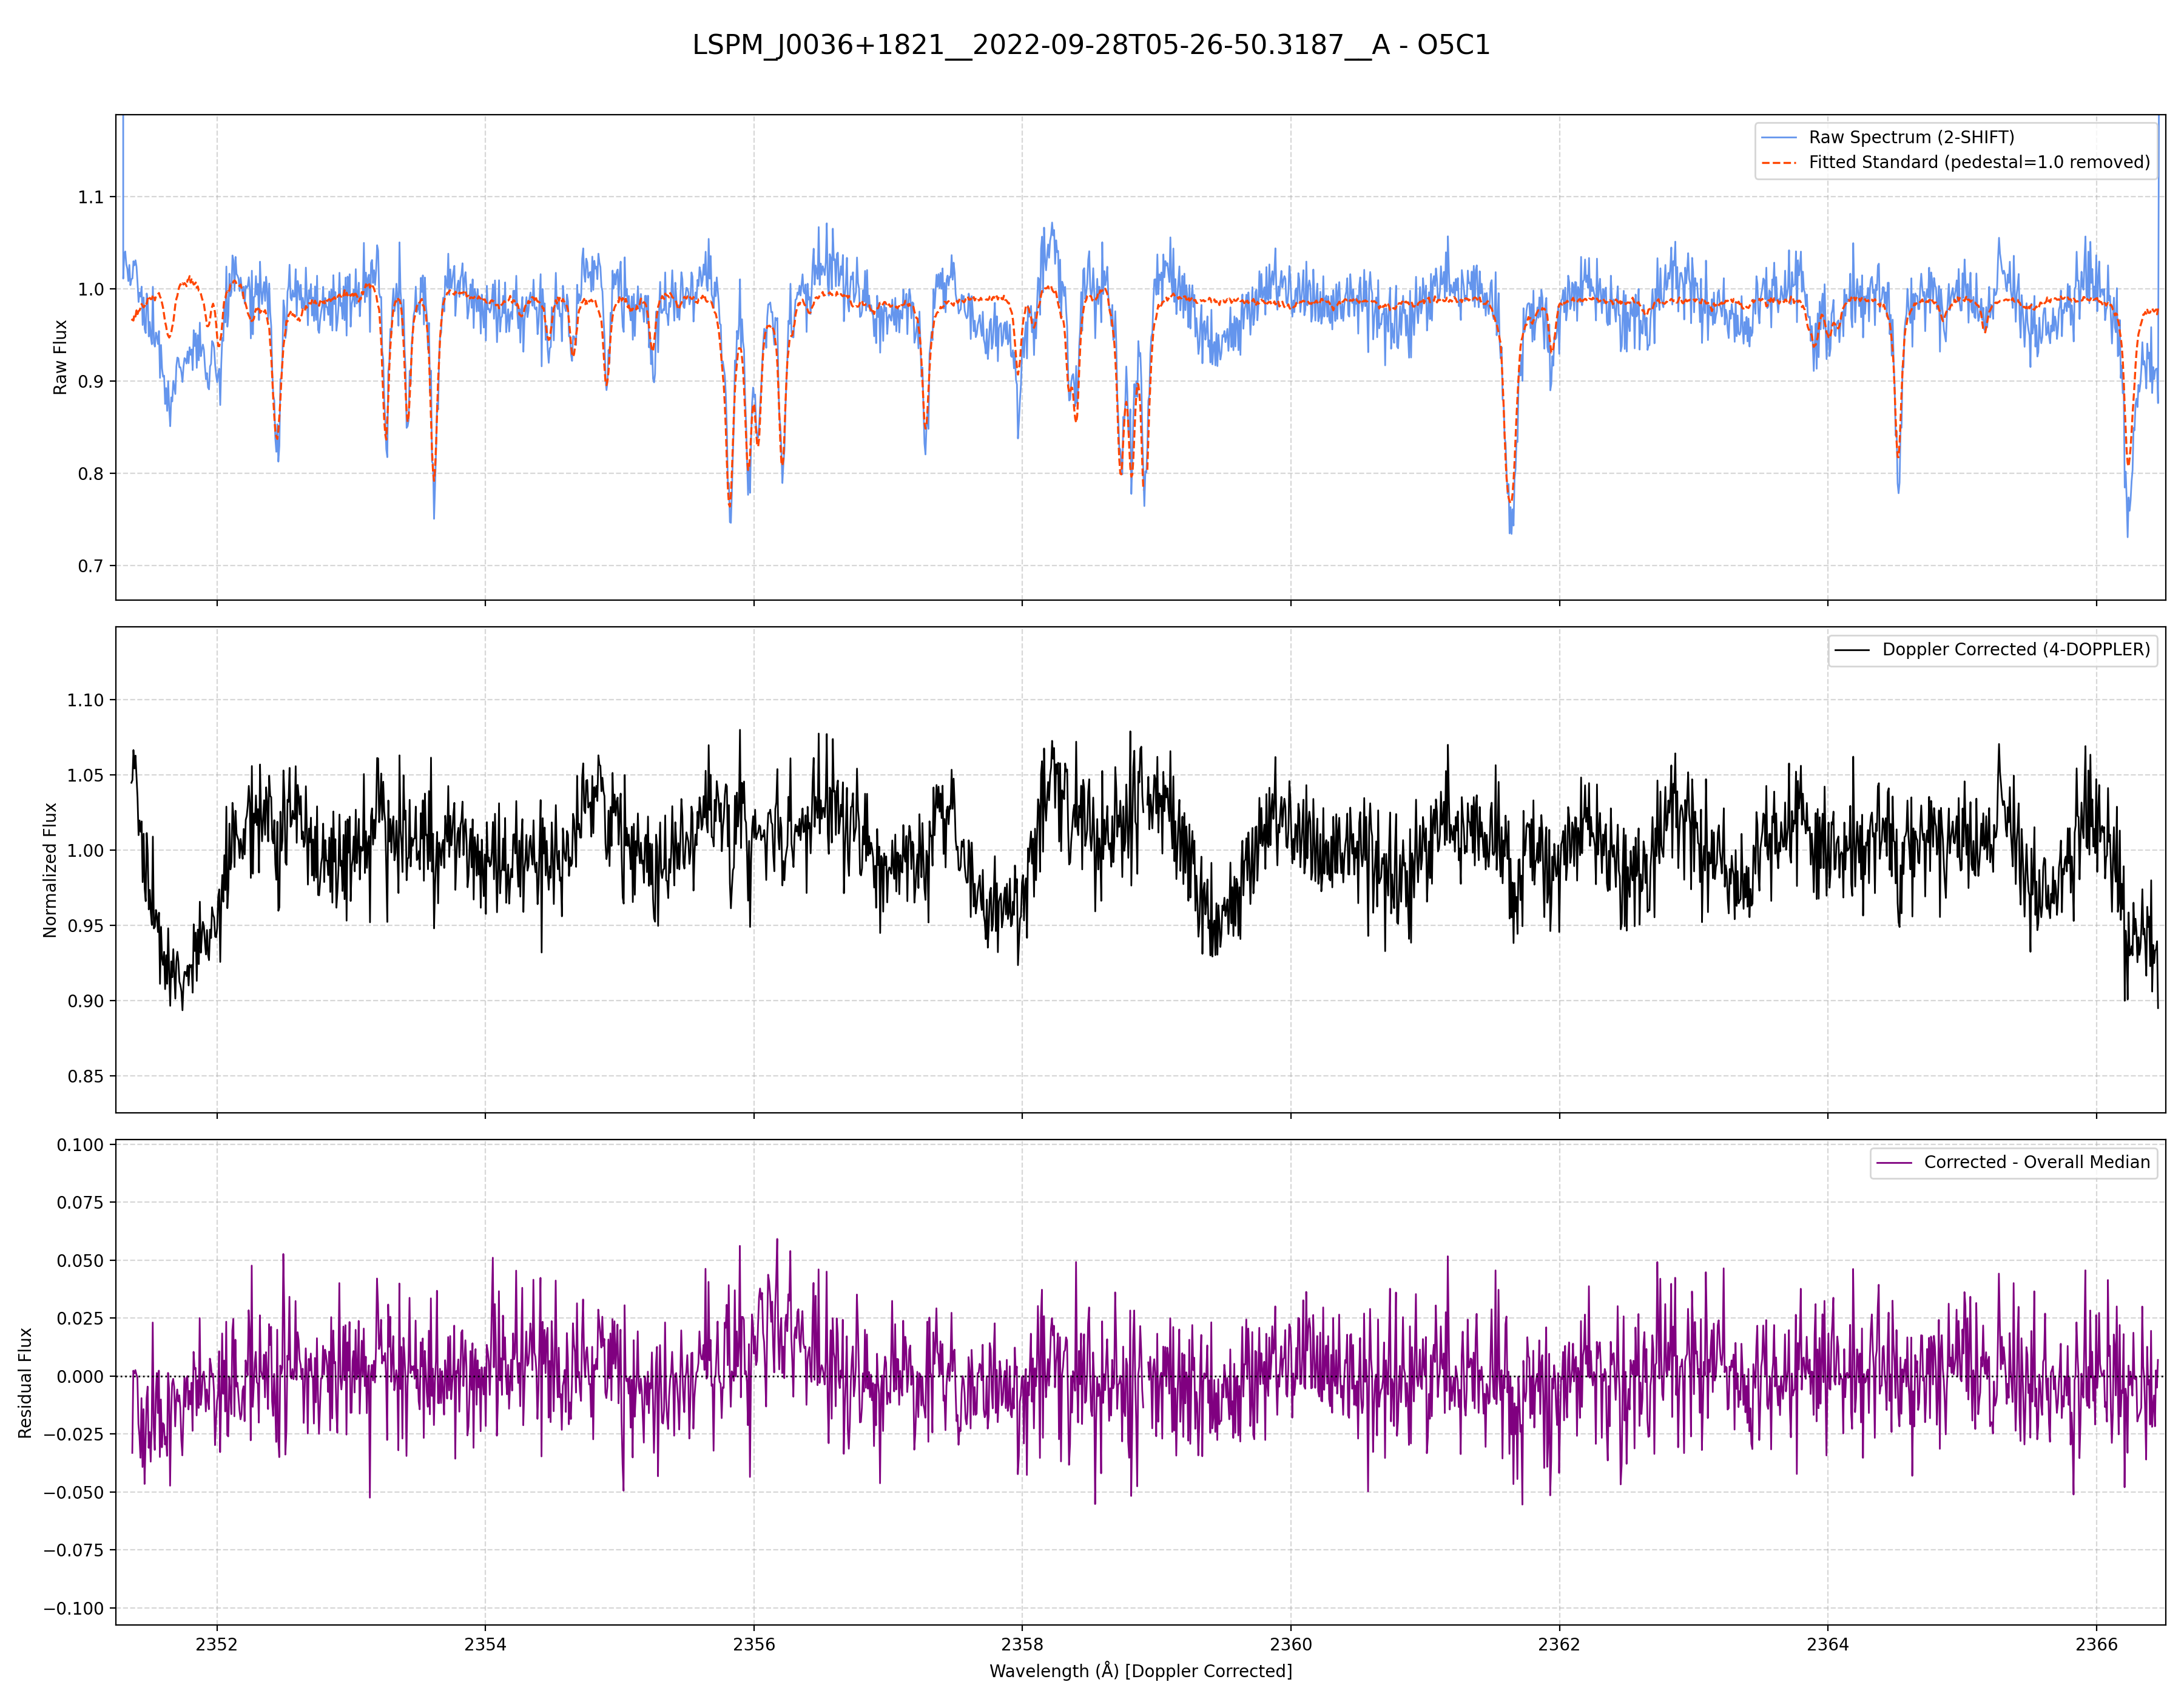 LSPM_J0036+1821__2022-09-28T05-26-50.3187__A - O5C1
Raw Spectrum (2-SHIFT)
Fitted Standard (pedestal=1.0 removed)
Raw Flux
1.1
1.0
0.9
0.8
0.7
Doppler Corrected (4-DOPPLER)
Normalized Flux
1.10
1.05
1.00
0.95
0.90
0.85
Corrected - Overall Median
Residual Flux
0.100
0.075
0.050
0.025
0.000
−0.025
−0.050
−0.075
−0.100
2352 2354 2356 2358 2360 2362 2364 2366
Wavelength (Å) [Doppler Corrected]